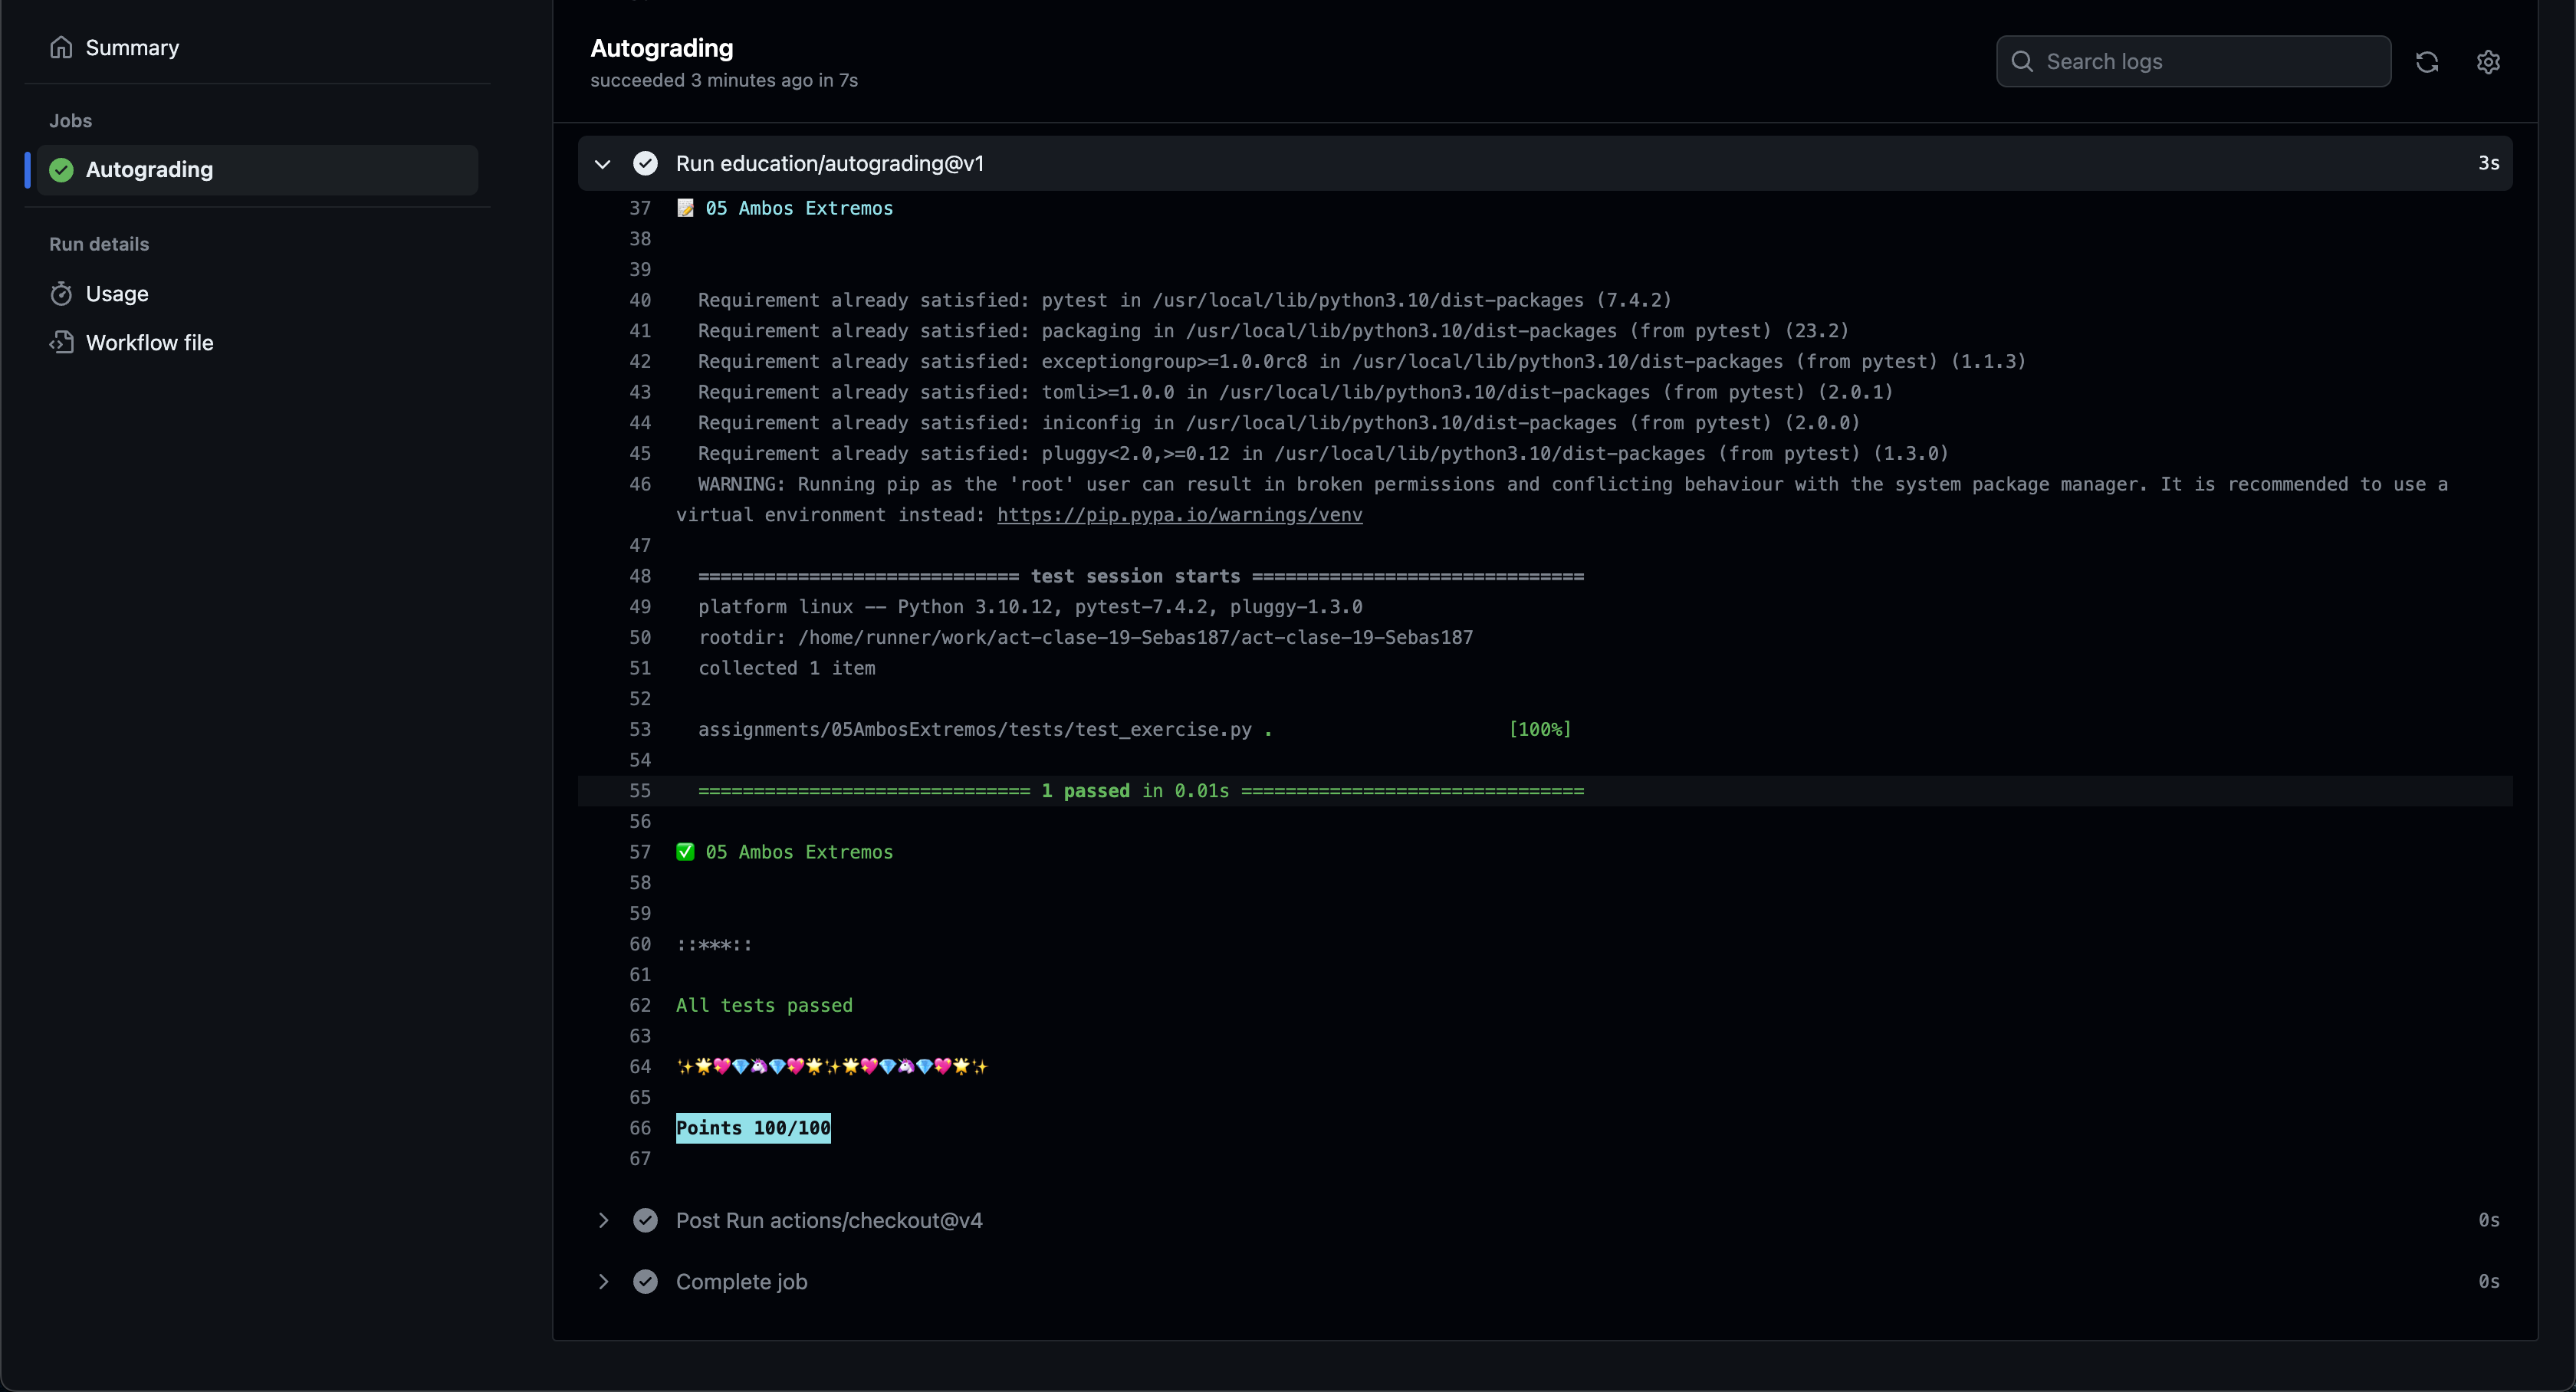 Summary
Jobs
Autograding
Run details
Usage
Workflow file
Autograding
succeeded 3 minutes ago in 7s
Search logs
Run education/autograding@v1 3s
37 📝 05 Ambos Extremos
38
39
40 Requirement already satisfied: pytest in /usr/local/lib/python3.10/dist-packages (7.4.2)
41 Requirement already satisfied: packaging in /usr/local/lib/python3.10/dist-packages (from pytest) (23.2)
42 Requirement already satisfied: exceptiongroup>=1.0.0rc8 in /usr/local/lib/python3.10/dist-packages (from pytest) (1.1.3)
43 Requirement already satisfied: tomli>=1.0.0 in /usr/local/lib/python3.10/dist-packages (from pytest) (2.0.1)
44 Requirement already satisfied: iniconfig in /usr/local/lib/python3.10/dist-packages (from pytest) (2.0.0)
45 Requirement already satisfied: pluggy<2.0,>=0.12 in /usr/local/lib/python3.10/dist-packages (from pytest) (1.3.0)
46 WARNING: Running pip as the 'root' user can result in broken permissions and conflicting behaviour with the system package manager. It is recommended to use a
virtual environment instead: https://pip.pypa.io/warnings/venv
47
48 ============================= test session starts ==============================
49 platform linux -- Python 3.10.12, pytest-7.4.2, pluggy-1.3.0
50 rootdir: /home/runner/work/act-clase-19-Sebas187/act-clase-19-Sebas187
51 collected 1 item
52
53 assignments/05AmbosExtremos/tests/test_exercise.py . [100%]
54
55 ============================== 1 passed in 0.01s ===============================
56
57 ✅ 05 Ambos Extremos
58
59
60 ::***::
61
62 All tests passed
63
64 ✨🌟💖💎🦄💎💖🌟✨🌟💖💎🦄💎💖🌟✨
65
66 Points 100/100
67
Post Run actions/checkout@v4 0s
Complete job 0s